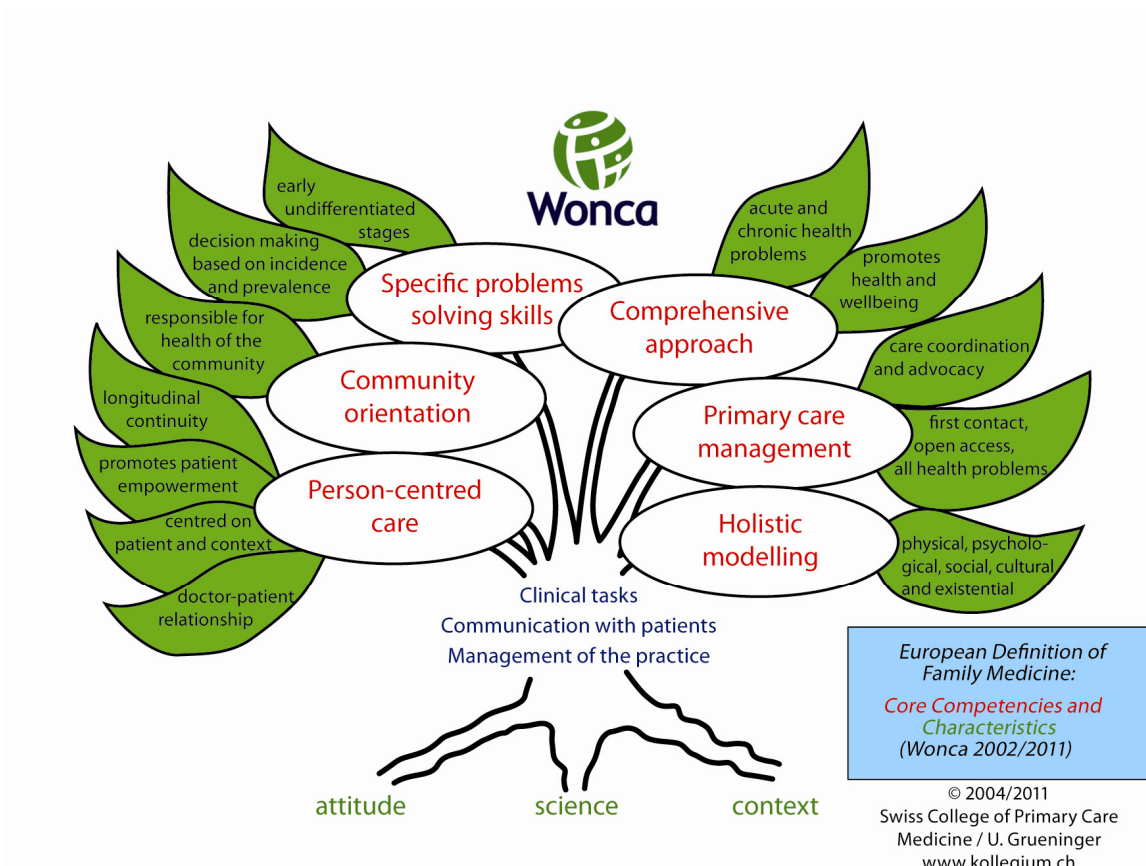 Wonca
early
undifferentiated
stages
decision making
based on incidence
and prevalence
responsible for
health of the
community
longitudinal
continuity
promotes patient
empowerment
centred on
patient and context
doctor-patient
relationship
Specific problems
solving skills
Community
orientation
Person-centred
care
Comprehensive
approach
Primary care
management
Holistic
modelling
acute and
chronic health
problems
promotes
health and
wellbeing
care coordination
and advocacy
first contact,
open access,
all health problems
physical, psycholo-
gical, social, cultural
and existential
Clinical tasks
Communication with patients
Management of the practice
attitude
science
context
European Definition of
Family Medicine:
Core Competencies and
Characteristics
(Wonca 2002/2011)
© 2004/2011
Swiss College of Primary Care
Medicine / U. Grueninger
www.kollegium.ch